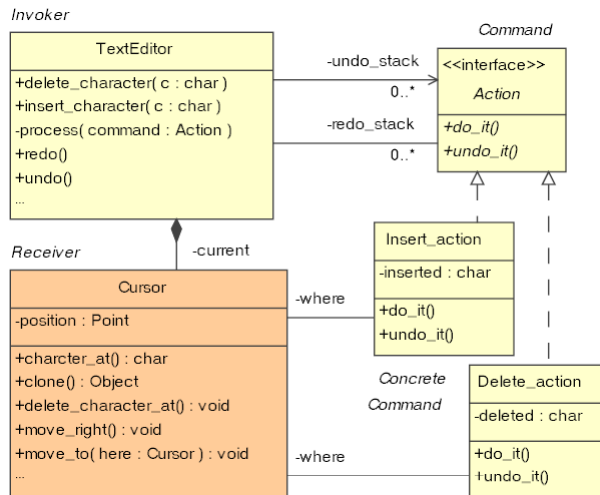 Invoker
TextEditor
+delete_character( c : char )
+insert_character( c : char )
-process( command : Action )
+redo()
+undo()
...
-undo_stack
0..*
-redo_stack
0..*
Command
<<interface>>
Action
+do_it()
+undo_it()
Receiver
-current
Cursor
-position : Point
+charcter_at() : char
+clone() : Object
+delete_character_at() : void
+move_right() : void
+move_to( here : Cursor ) : void
...
-where
Insert_action
-inserted : char
+do_it()
+undo_it()
Concrete
Command
-where
Delete_action
-deleted : char
+do_it()
+undo_it()